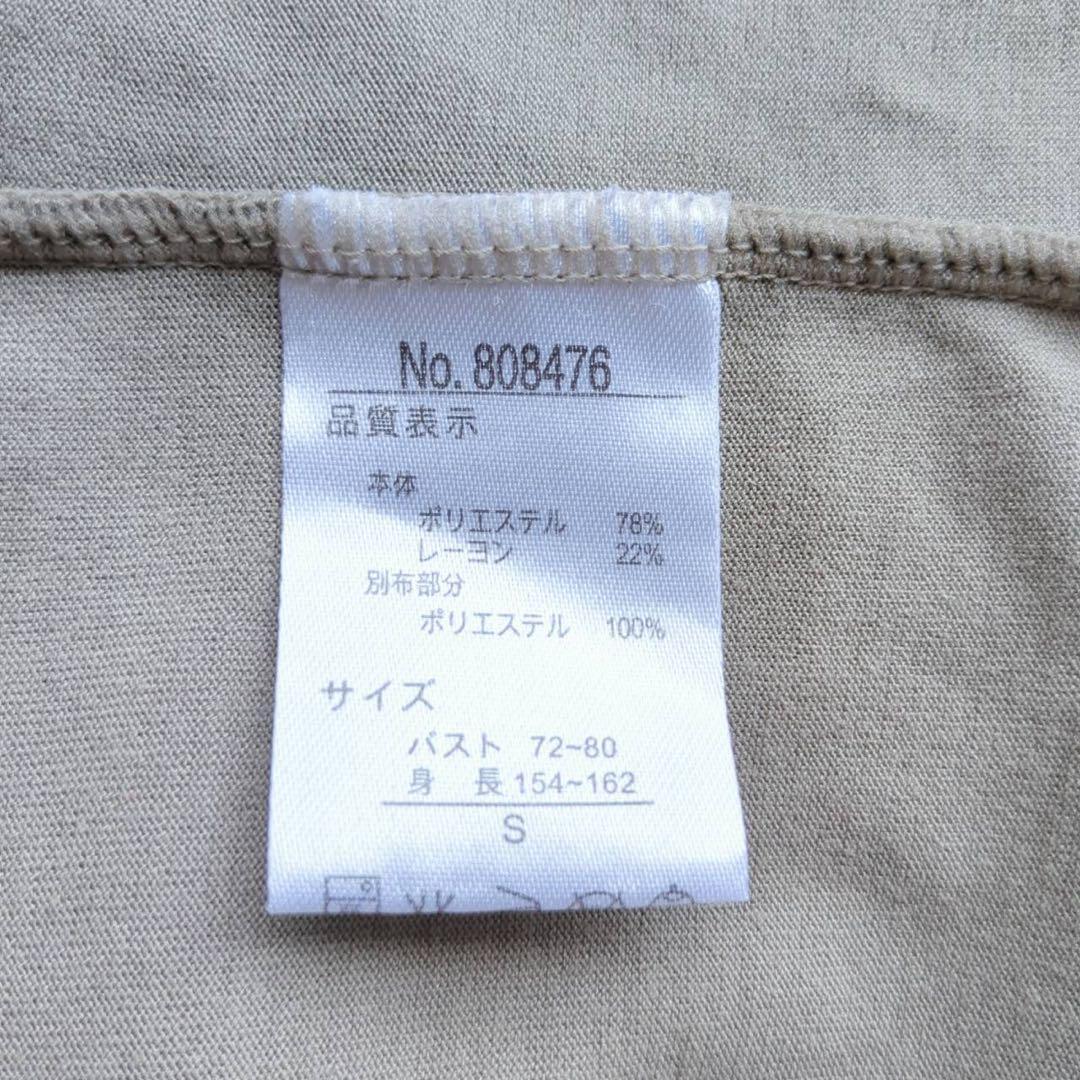 No. 808476
品質表示
本体
ポリエステル 78%
レーヨン 22%
別布部分
ポリエステル 100%
サイズ
バスト 72~80
身 長 154~162
S